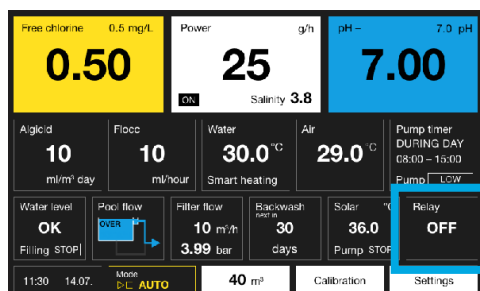 Free chlorine 0.5 mg/L Power g/h pH – 7.0 pH
0.50 25 7.00
ON Salinity 3.8
Algicid Flocc Water Air Pump timer
DURING DAY
10 10 30.0 °C 29.0 °C 08:00 – 15:00
ml/m³ day ml/hour Smart heating Pump LOW
Water level Pool flow Filter flow Backwash Solar °C Relay
next in
OK OVER 10 m³/h 30 36.0 OFF
Filling STOP 3.99 bar days Pump STOP
11:30 14.07. Mode AUTO 40 m³ Calibration Settings